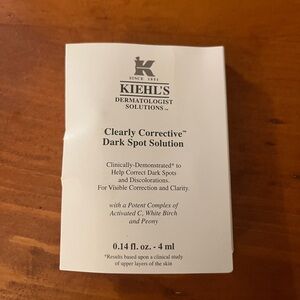 K
SINCE 1851
KIEHL'S
DERMATOLOGIST
SOLUTIONS™
Clearly Corrective™
Dark Spot Solution
Clinically-Demonstrated* to
Help Correct Dark Spots
and Discolorations.
For Visible Correction and Clarity.
with a Potent Complex of
Activated C, White Birch
and Peony
0.14 fl. oz. - 4 ml
*Results based upon a clinical study
of upper layers of the skin